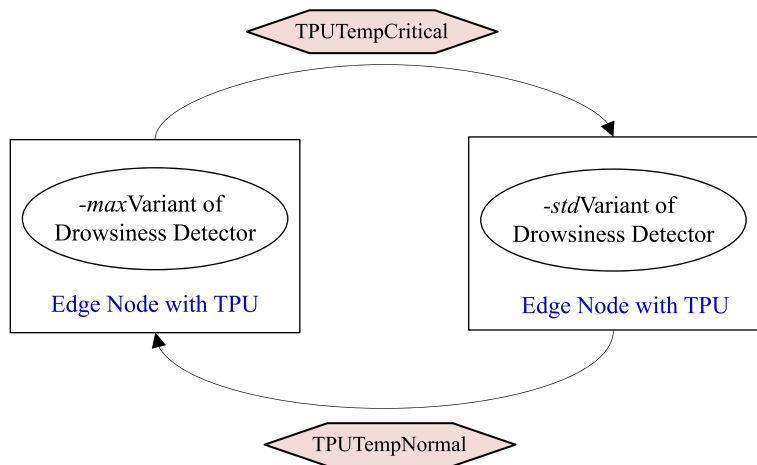 TPUTempCritical
-maxVariant of
Drowsiness Detector
Edge Node with TPU
-stdVariant of
Drowsiness Detector
Edge Node with TPU
TPUTempNormal